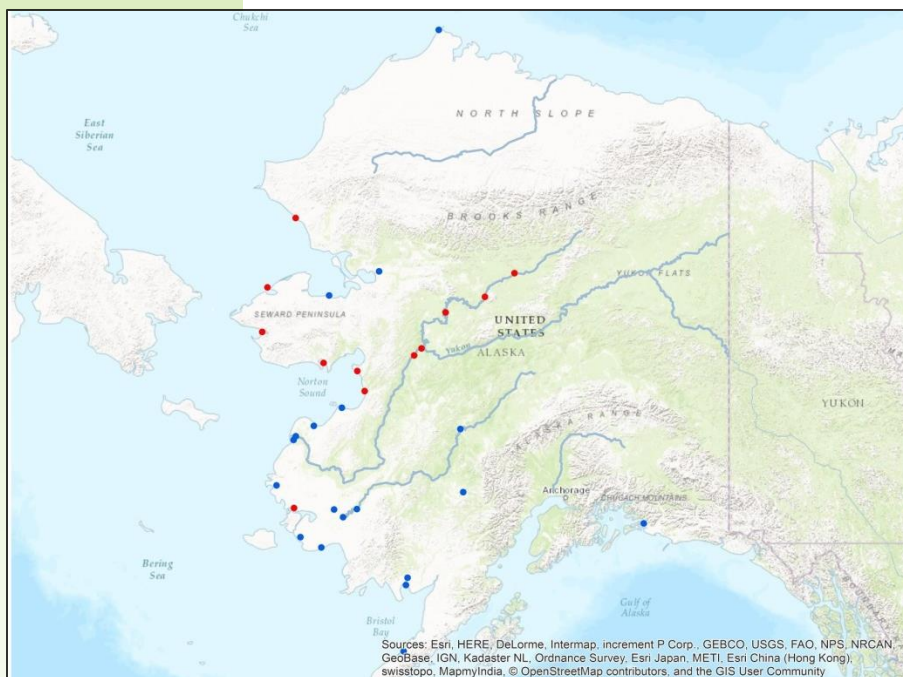 Chukchi
Sea
East
Siberian
Sea
NORTH SLOPE
BROOKS RANGE
YUKON FLATS
SEWARD PENINSULA
UNITED
STATES
Yukon
ALASKA
Norton
Sound
YUKON
ALASKA RANGE
Anchorage
CHUGACH MOUNTAINS
Bering
Sea
Gulf of
Alaska
Bristol
Bay
Sources: Esri, HERE, DeLorme, Intermap, increment P Corp., GEBCO, USGS, FAO, NPS, NRCAN,
GeoBase, IGN, Kadaster NL, Ordnance Survey, Esri Japan, METI, Esri China (Hong Kong),
swisstopo, MapmyIndia, © OpenStreetMap contributors, and the GIS User Community